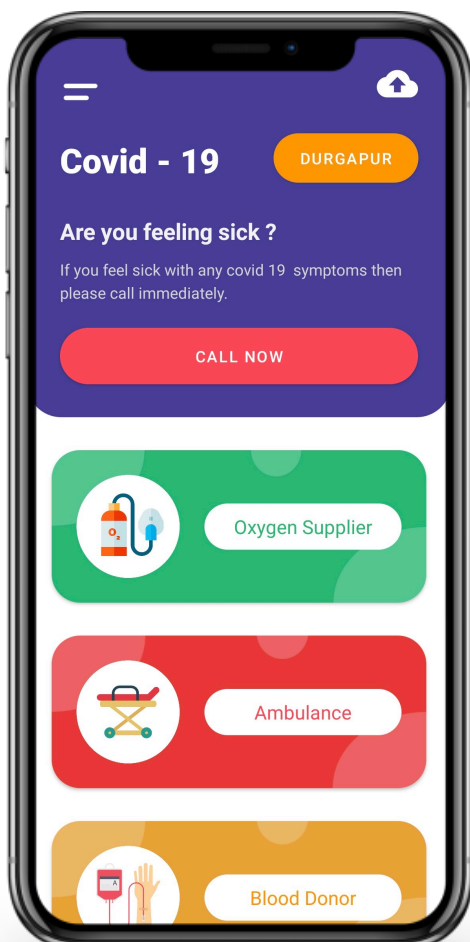 Covid - 19
DURGAPUR
Are you feeling sick ?
If you feel sick with any covid 19 symptoms then
please call immediately.
CALL NOW
O₂
Oxygen Supplier
Ambulance
A
Blood Donor